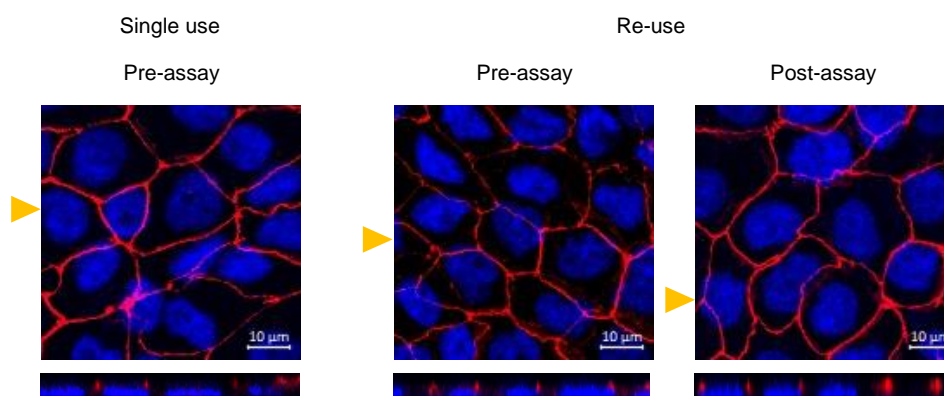 Single use
Re-use
Pre-assay
Pre-assay
Post-assay
10 µm
10 µm
10 µm